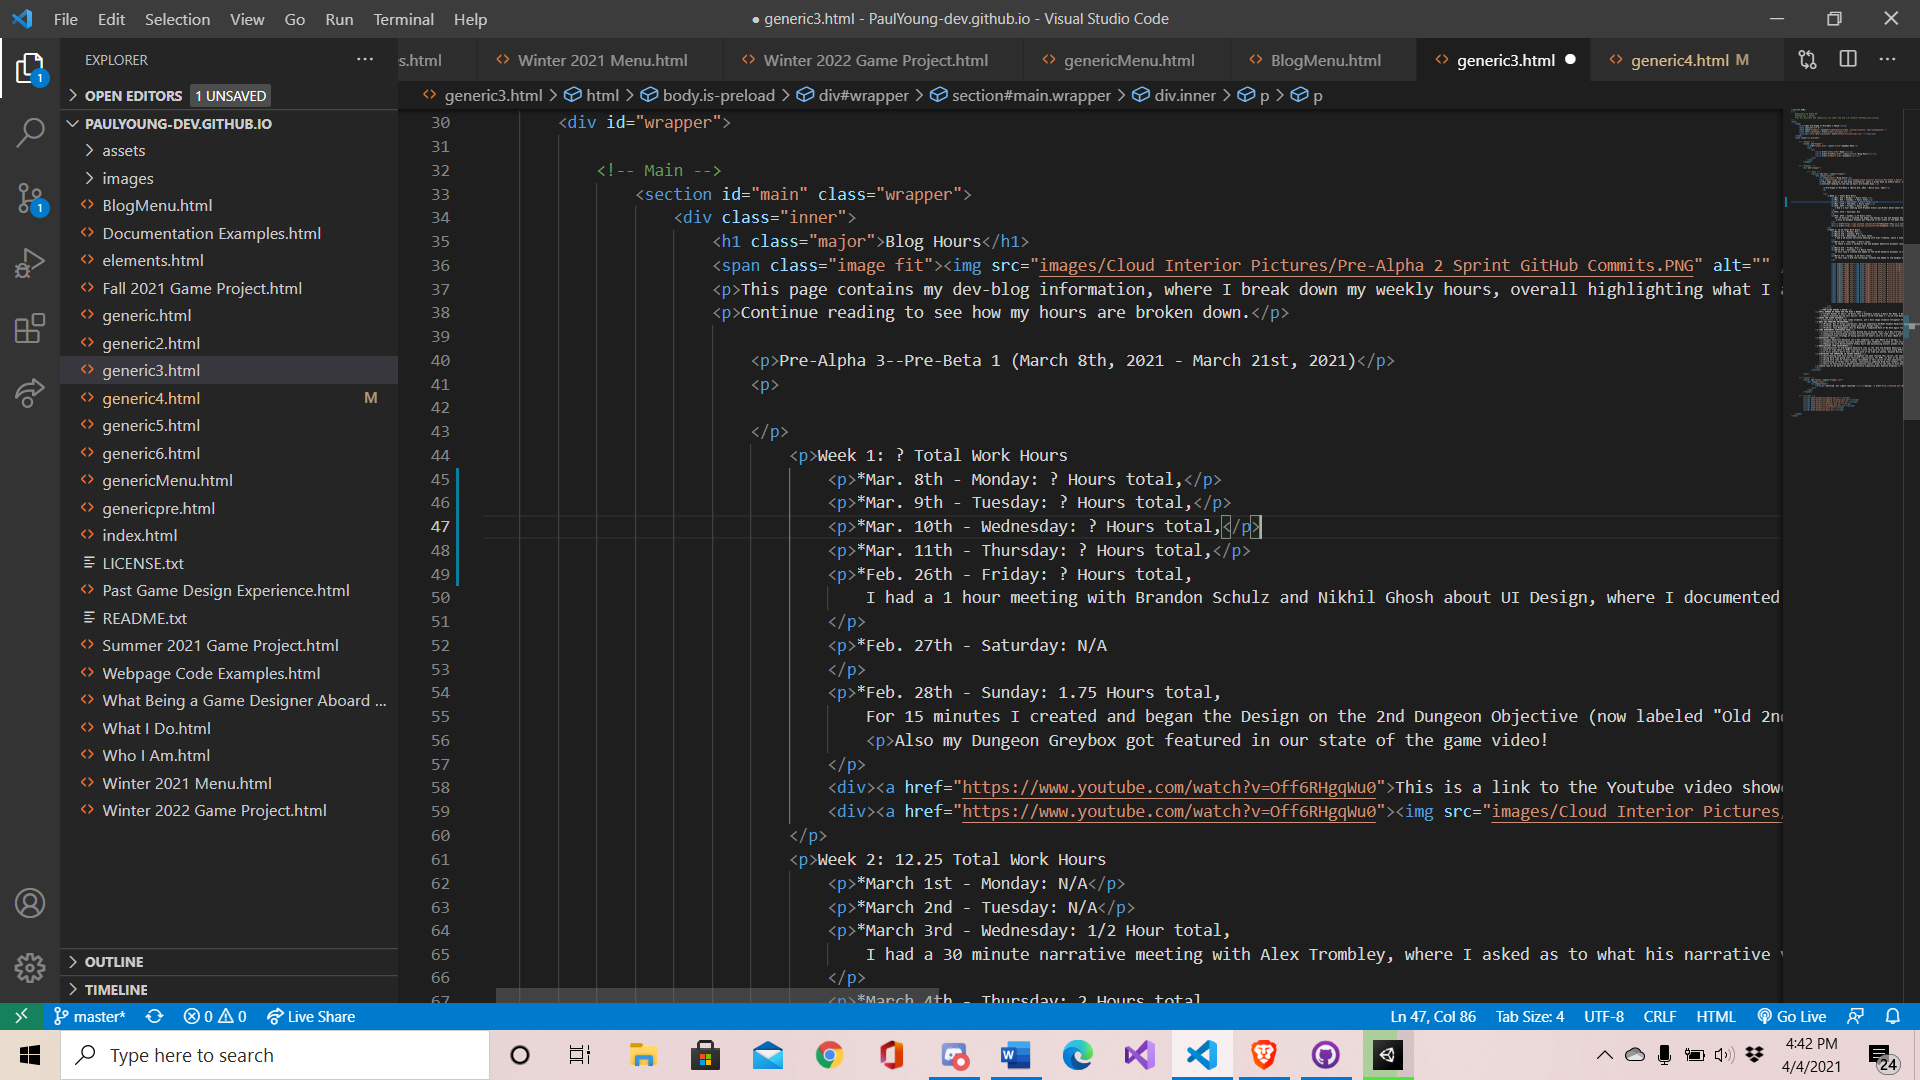 File Edit Selection View Go Run Terminal Help
● generic3.html - PaulYoung-dev.github.io - Visual Studio Code
EXPLORER
s.html
Winter 2021 Menu.html
Winter 2022 Game Project.html
genericMenu.html
BlogMenu.html
generic3.html
generic4.html M
OPEN EDITORS 1 UNSAVED
generic3.html > html > body.is-preload > div#wrapper > section#main.wrapper > div.inner > p > p
PAULYOUNG-DEV.GITHUB.IO
assets
images
BlogMenu.html
Documentation Examples.html
elements.html
Fall 2021 Game Project.html
generic.html
generic2.html
generic3.html
generic4.html M
generic5.html
generic6.html
genericMenu.html
genericpre.html
index.html
LICENSE.txt
Past Game Design Experience.html
README.txt
Summer 2021 Game Project.html
Webpage Code Examples.html
What Being a Game Designer Aboard ...
What I Do.html
Who I Am.html
Winter 2021 Menu.html
Winter 2022 Game Project.html
OUTLINE
TIMELINE
30 <div id="wrapper">
31
32 <!-- Main -->
33 <section id="main" class="wrapper">
34 <div class="inner">
35 <h1 class="major">Blog Hours</h1>
36 <span class="image fit"><img src="images/Cloud Interior Pictures/Pre-Alpha 2 Sprint GitHub Commits.PNG" alt=""
37 <p>This page contains my dev-blog information, where I break down my weekly hours, overall highlighting what I
38 <p>Continue reading to see how my hours are broken down.</p>
39
40 <p>Pre-Alpha 3--Pre-Beta 1 (March 8th, 2021 - March 21st, 2021)</p>
41 <p>
42
43 </p>
44 <p>Week 1: ? Total Work Hours
45 <p>*Mar. 8th - Monday: ? Hours total,</p>
46 <p>*Mar. 9th - Tuesday: ? Hours total,</p>
47 <p>*Mar. 10th - Wednesday: ? Hours total,</p>
48 <p>*Mar. 11th - Thursday: ? Hours total,</p>
49 <p>*Feb. 26th - Friday: ? Hours total,
50 I had a 1 hour meeting with Brandon Schulz and Nikhil Ghosh about UI Design, where I documented
51 </p>
52 <p>*Feb. 27th - Saturday: N/A
53 </p>
54 <p>*Feb. 28th - Sunday: 1.75 Hours total,
55 For 15 minutes I created and began the Design on the 2nd Dungeon Objective (now labeled "Old 2n
56 <p>Also my Dungeon Greybox got featured in our state of the game video!
57 </p>
58 <div><a href="https://www.youtube.com/watch?v=Off6RHgqWu0">This is a link to the Youtube video show
59 <div><a href="https://www.youtube.com/watch?v=Off6RHgqWu0"><img src="images/Cloud Interior Pictures/
60 </p>
61 <p>Week 2: 12.25 Total Work Hours
62 <p>*March 1st - Monday: N/A</p>
63 <p>*March 2nd - Tuesday: N/A</p>
64 <p>*March 3rd - Wednesday: 1/2 Hour total,
65 I had a 30 minute narrative meeting with Alex Trombley, where I asked as to what his narrative
66 </p>
67 <p>*March 4th - Thursday: 2 Hours total
master* 0 0 Live Share
Ln 47, Col 86 Tab Size: 4 UTF-8 CRLF HTML Go Live
Type here to search
4:42 PM
4/4/2021
24